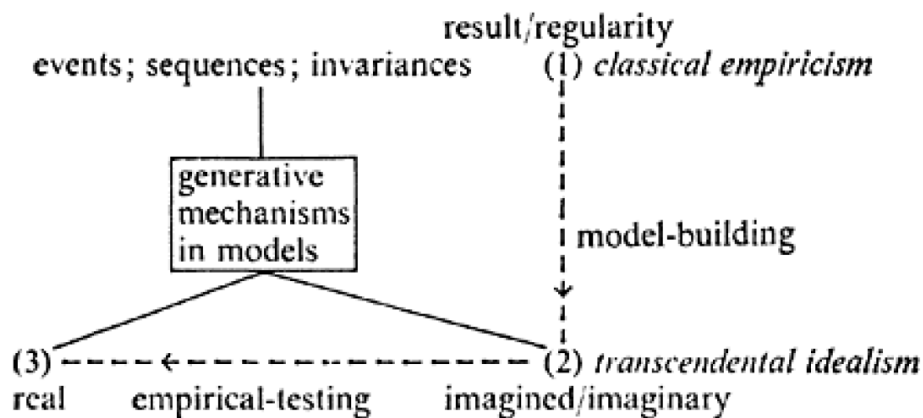 result/regularity
events; sequences; invariances (1) classical empiricism
generative
mechanisms
in models
model-building
(3) (2) transcendental idealism
real empirical-testing imagined/imaginary